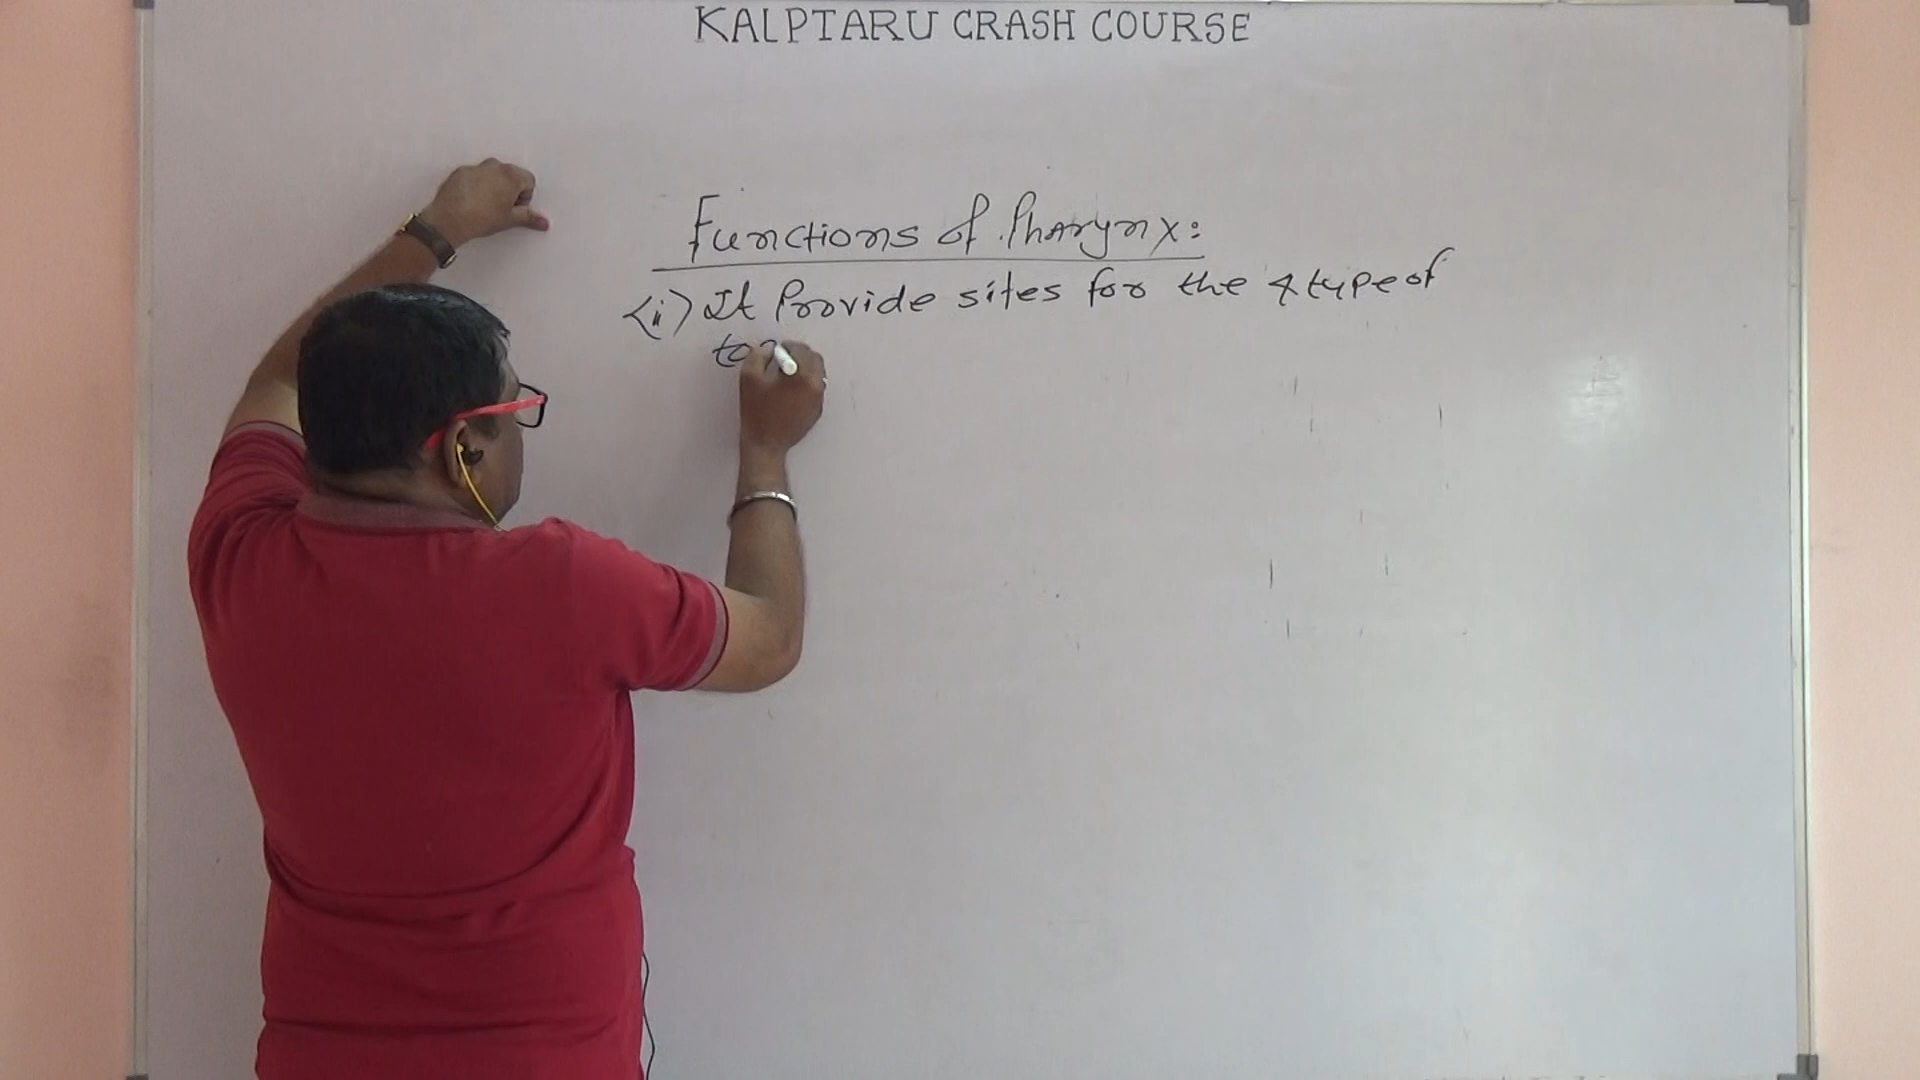 KALPTARU CRASH COURSE
Functions of Pharynx:
<i> It Provide sites for the 4 type of